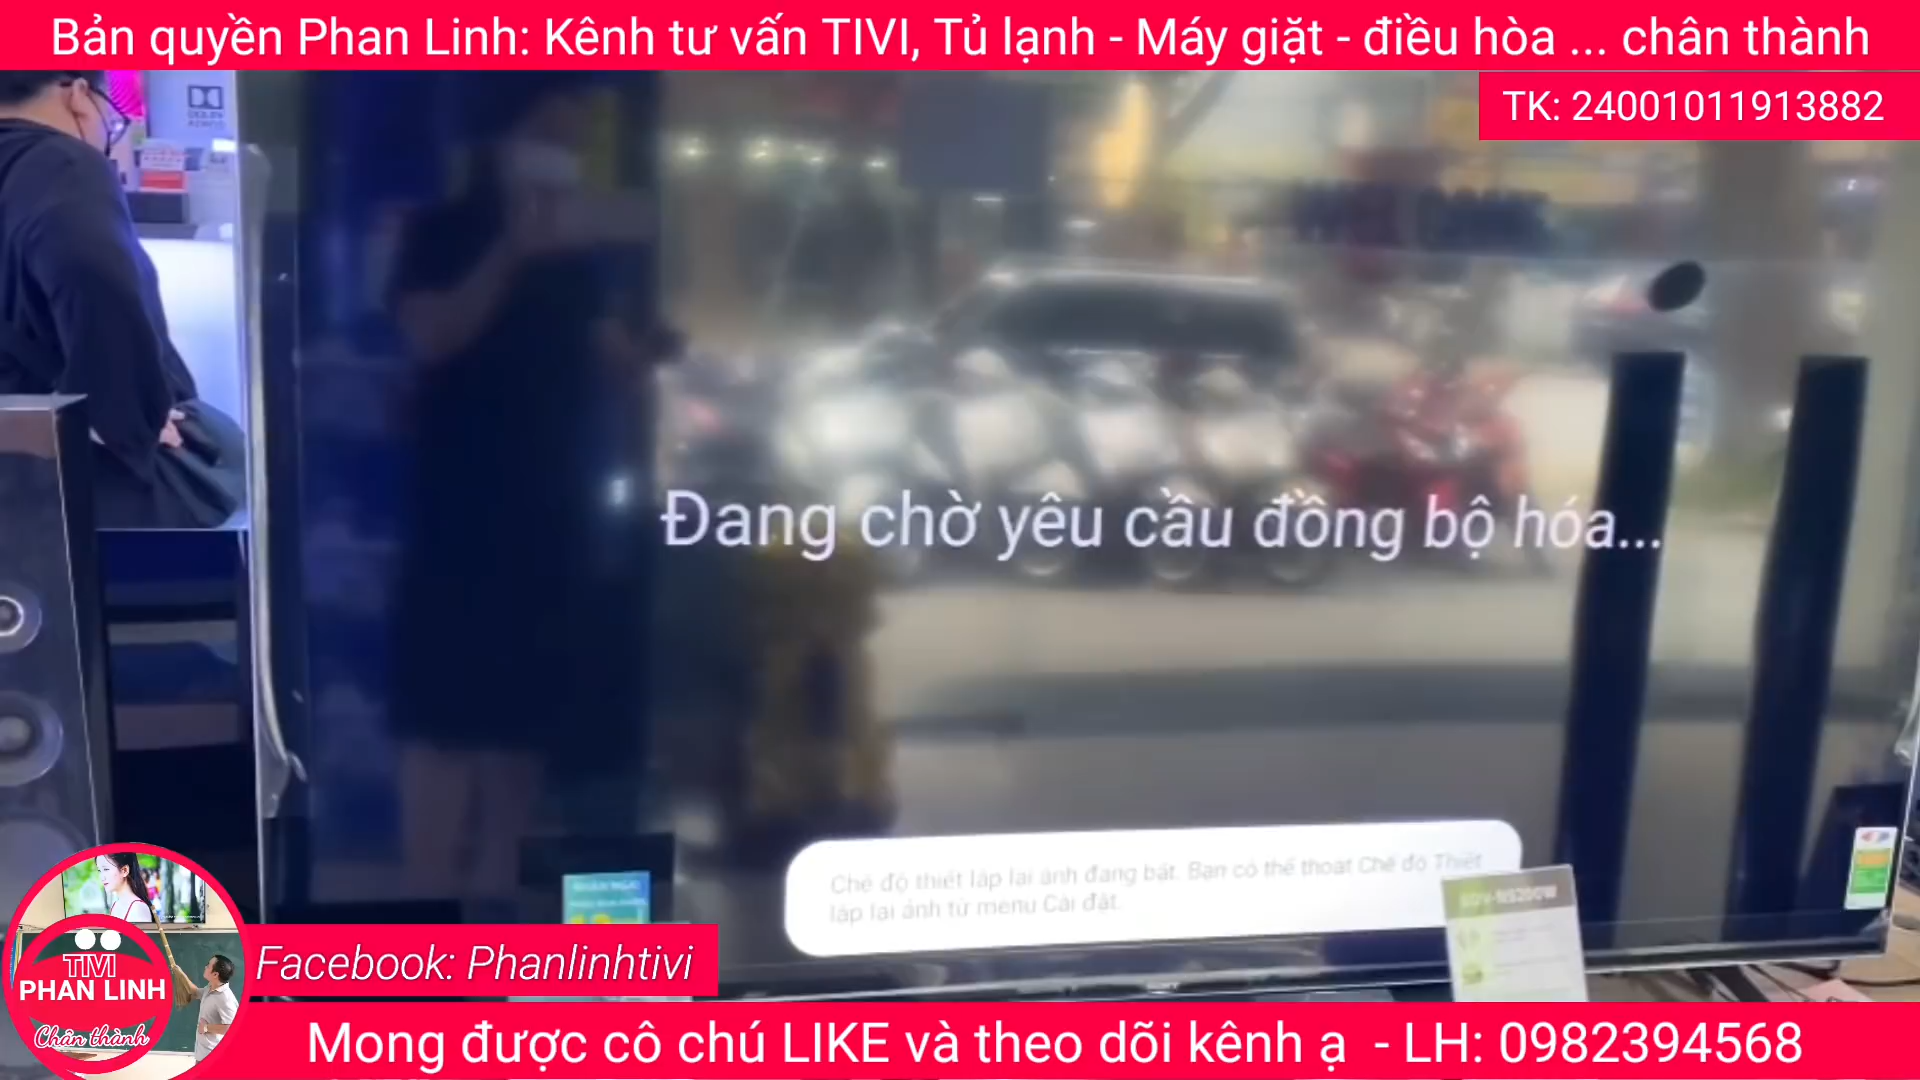 Bản quyền Phan Linh: Kênh tư vấn TIVI, Tủ lạnh - Máy giặt - điều hòa ... chân thành
TK: 24001011913882
DOLBY
Đang chờ yêu cầu đồng bộ hóa...
Chế độ thiết lập lại ảnh đang bật. Bạn có thể thoát Chế độ Thiết
lập lại ảnh từ menu Cài đặt.
TIVI
PHAN LINH
Chân thành
Facebook: Phanlinhtivi
Mong được cô chú LIKE và theo dõi kênh ạ - LH: 0982394568